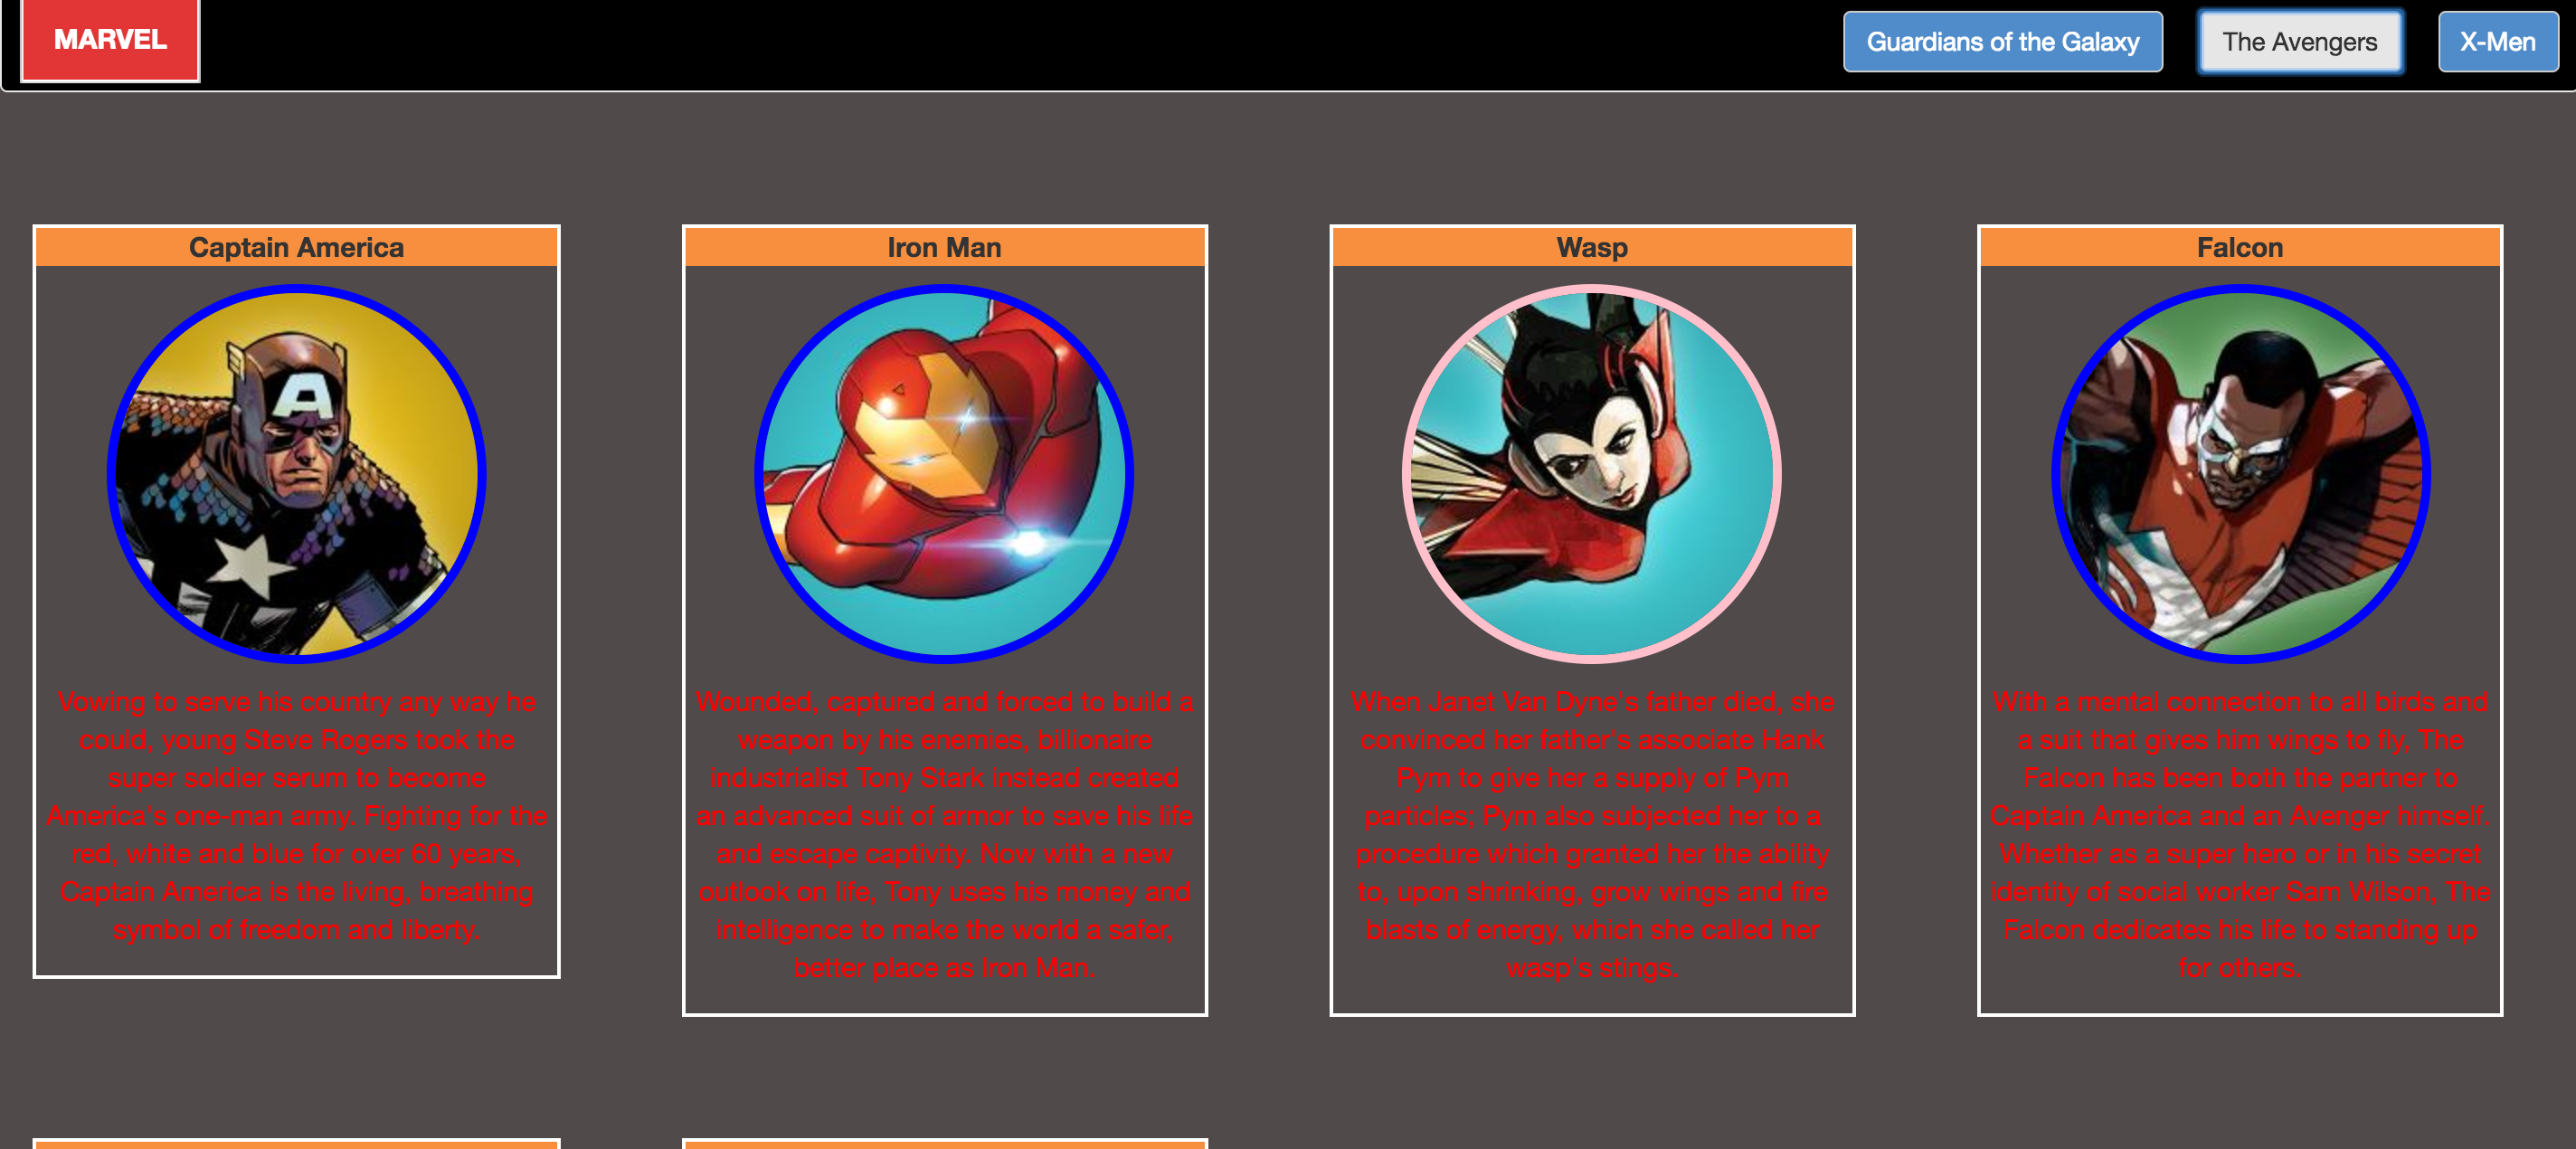 MARVEL
Guardians of the Galaxy
The Avengers
X-Men
Captain America
A
Vowing to serve his country any way he
could, young Steve Rogers took the
super soldier serum to become
America's one-man army. Fighting for the
red, white and blue for over 60 years,
Captain America is the living, breathing
symbol of freedom and liberty.
Iron Man
Wounded, captured and forced to build a
weapon by his enemies, billionaire
industrialist Tony Stark instead created
an advanced suit of armor to save his life
and escape captivity. Now with a new
outlook on life, Tony uses his money and
intelligence to make the world a safer,
better place as Iron Man.
Wasp
When Janet Van Dyne's father died, she
convinced her father's associate Hank
Pym to give her a supply of Pym
particles; Pym also subjected her to a
procedure which granted her the ability
to, upon shrinking, grow wings and fire
blasts of energy, which she called her
wasp's stings.
Falcon
With a mental connection to all birds and
a suit that gives him wings to fly, The
Falcon has been both the partner to
Captain America and an Avenger himself.
Whether as a super hero or in his secret
identity of social worker Sam Wilson, The
Falcon dedicates his life to standing up
for others.